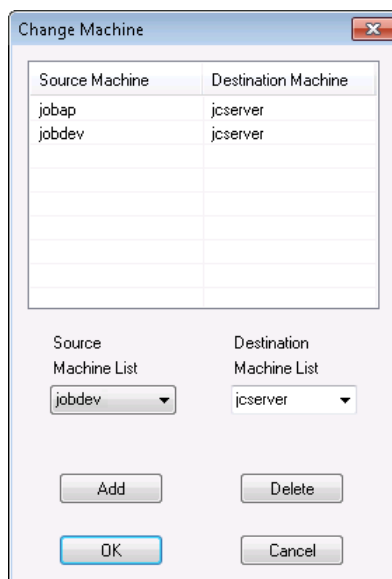 Change Machine
Source Machine Destination Machine
jobap jcserver
jobdev jcserver
Source Destination
Machine List Machine List
jobdev jcserver
Add Delete
OK Cancel